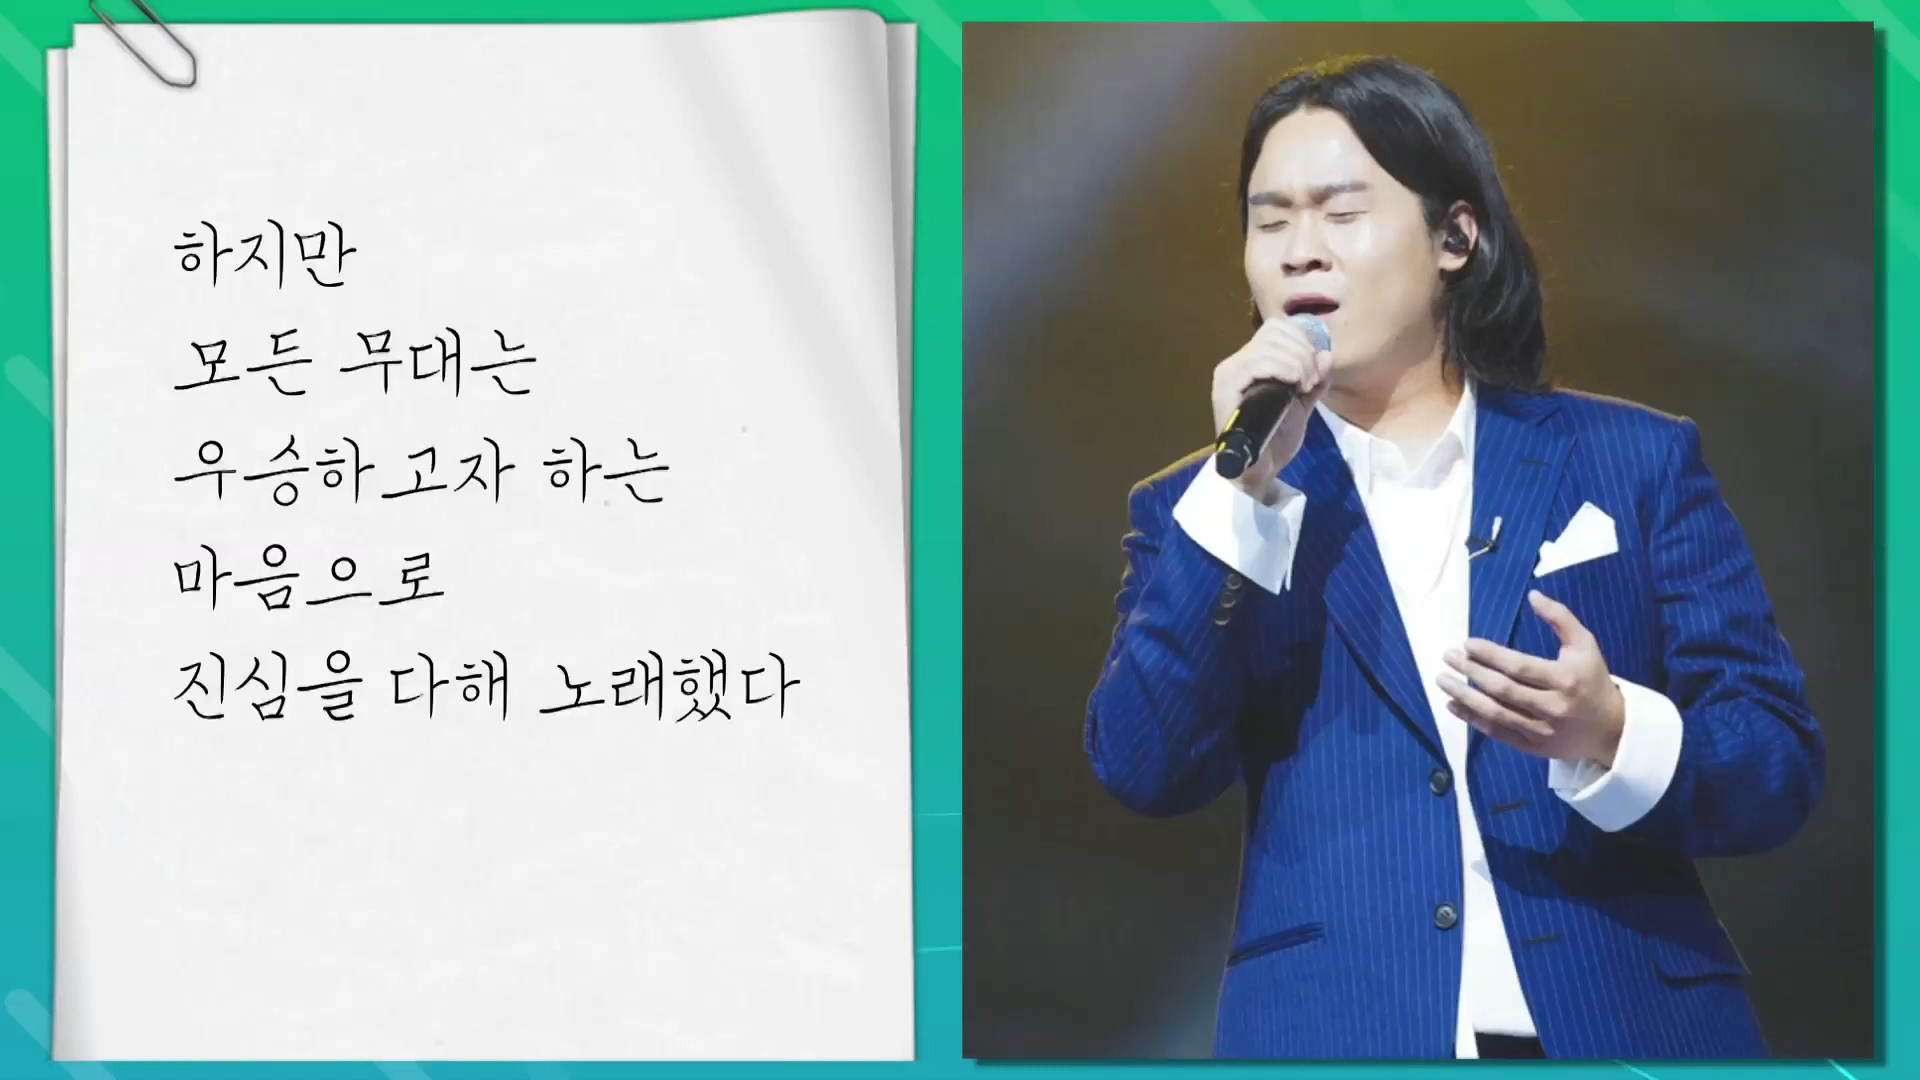 하지만
모든 무대는
우승하고자 하는
마음으로
진심을 다해 노래했다